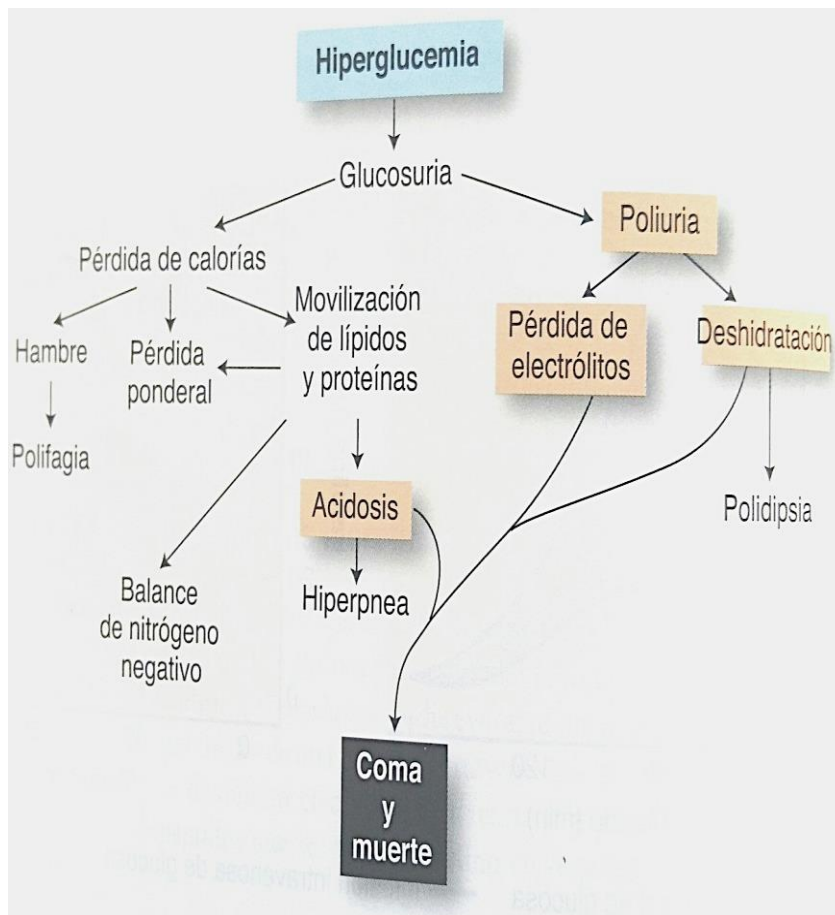 Hiperglucemia
Glucosuria
Poliuria
Pérdida de calorías
Movilización
de lípidos
y proteínas
Pérdida de
electrólitos
Deshidratación
Hambre
Pérdida
ponderal
Polifagia
Acidosis
Polidipsia
Hiperpnea
Balance
de nitrógeno
negativo
Coma
y
muerte
120